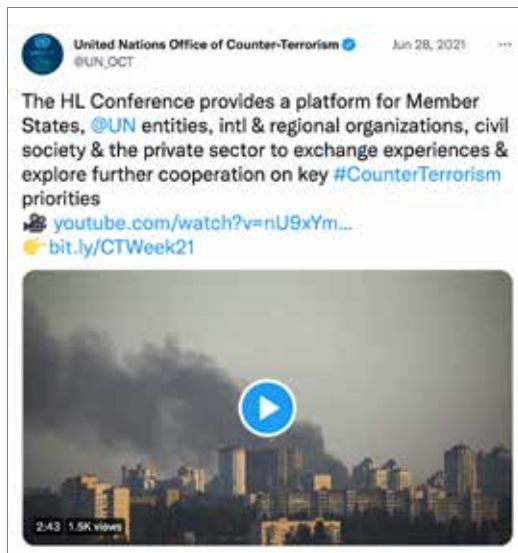 United Nations Office of Counter-Terrorism Jun 28, 2021 ...
@UN_OCT
The HL Conference provides a platform for Member
States, @UN entities, intl & regional organizations, civil
society & the private sector to exchange experiences &
explore further cooperation on key #CounterTerrorism
priorities
🎥 youtube.com/watch?v=nU9xYm...
👉 bit.ly/CTWeek21
2:43 1.5K views